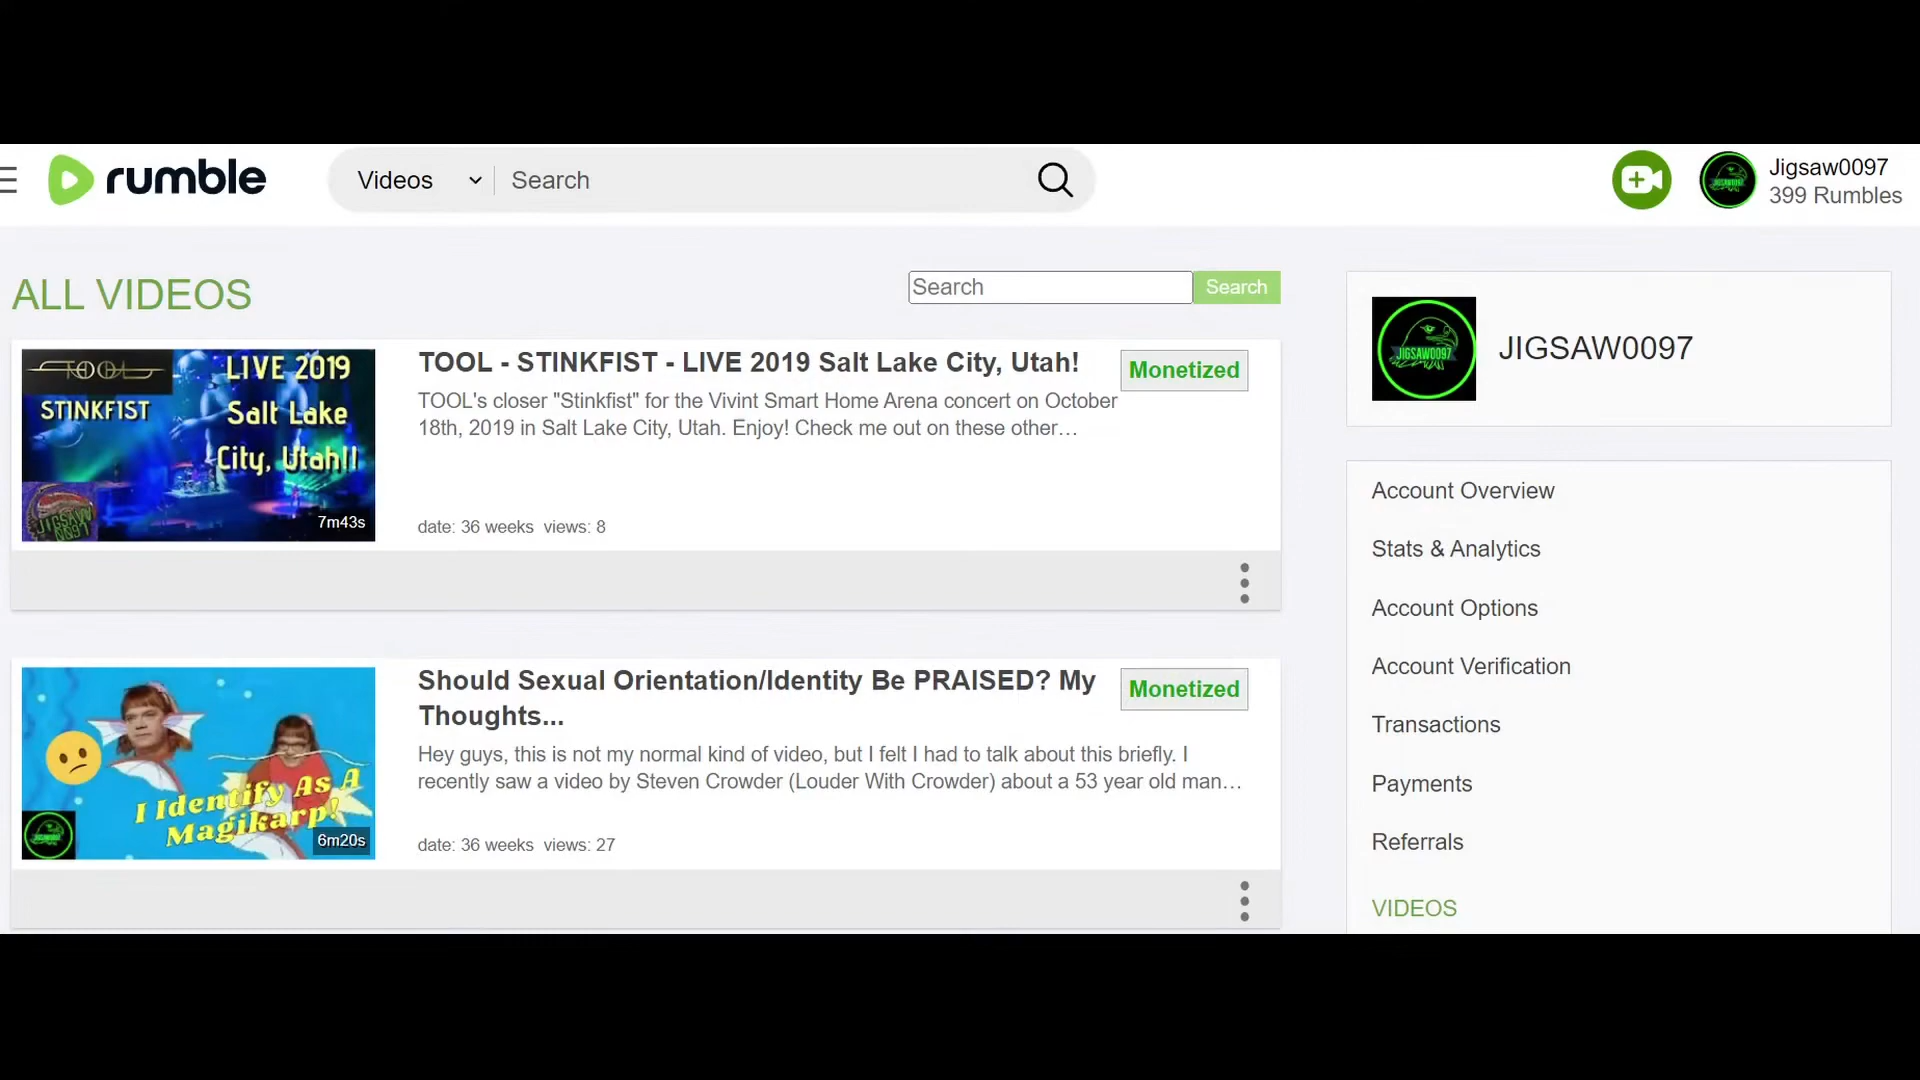 rumble
Videos
Search
Jigsaw0097
399 Rumbles
ALL VIDEOS
Search
Search
TOOL
STINKFIST
LIVE 2019
Salt Lake
City, Utah!!
JIGSAW
0097
7m43s
TOOL - STINKFIST - LIVE 2019 Salt Lake City, Utah!
TOOL's closer "Stinkfist" for the Vivint Smart Home Arena concert on October
18th, 2019 in Salt Lake City, Utah. Enjoy! Check me out on these other…
date: 36 weeks views: 8
Monetized
I Identify As A
Magikarp!
6m20s
Should Sexual Orientation/Identity Be PRAISED? My
Thoughts...
Hey guys, this is not my normal kind of video, but I felt I had to talk about this briefly. I
recently saw a video by Steven Crowder (Louder With Crowder) about a 53 year old man…
date: 36 weeks views: 27
Monetized
JIGSAW0097
JIGSAW0097
Account Overview
Stats & Analytics
Account Options
Account Verification
Transactions
Payments
Referrals
VIDEOS